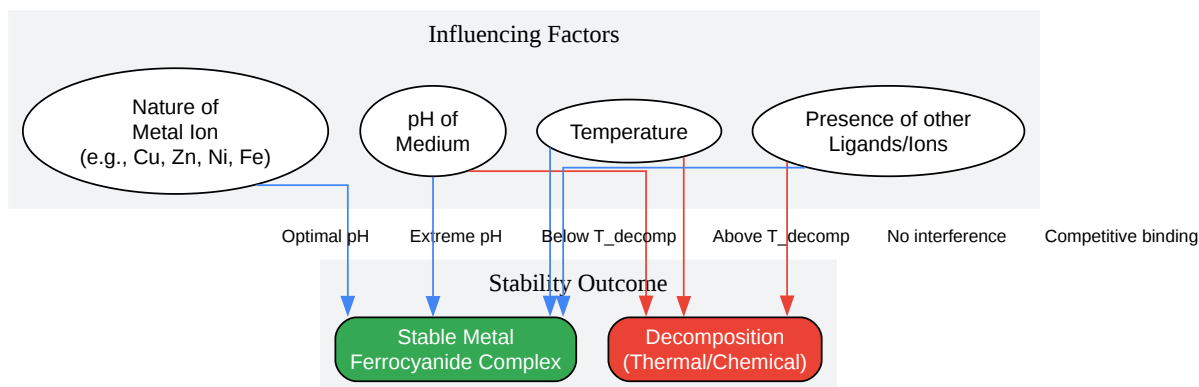 Influencing Factors
Nature of
Metal Ion
(e.g., Cu, Zn, Ni, Fe)
pH of
Medium
Temperature
Presence of other
Ligands/Ions
Optimal pH
Extreme pH
Below T_decomp
Above T_decomp
No interference
Competitive binding
Stability Outcome
Stable Metal
Ferrocyanide Complex
Decomposition
(Thermal/Chemical)